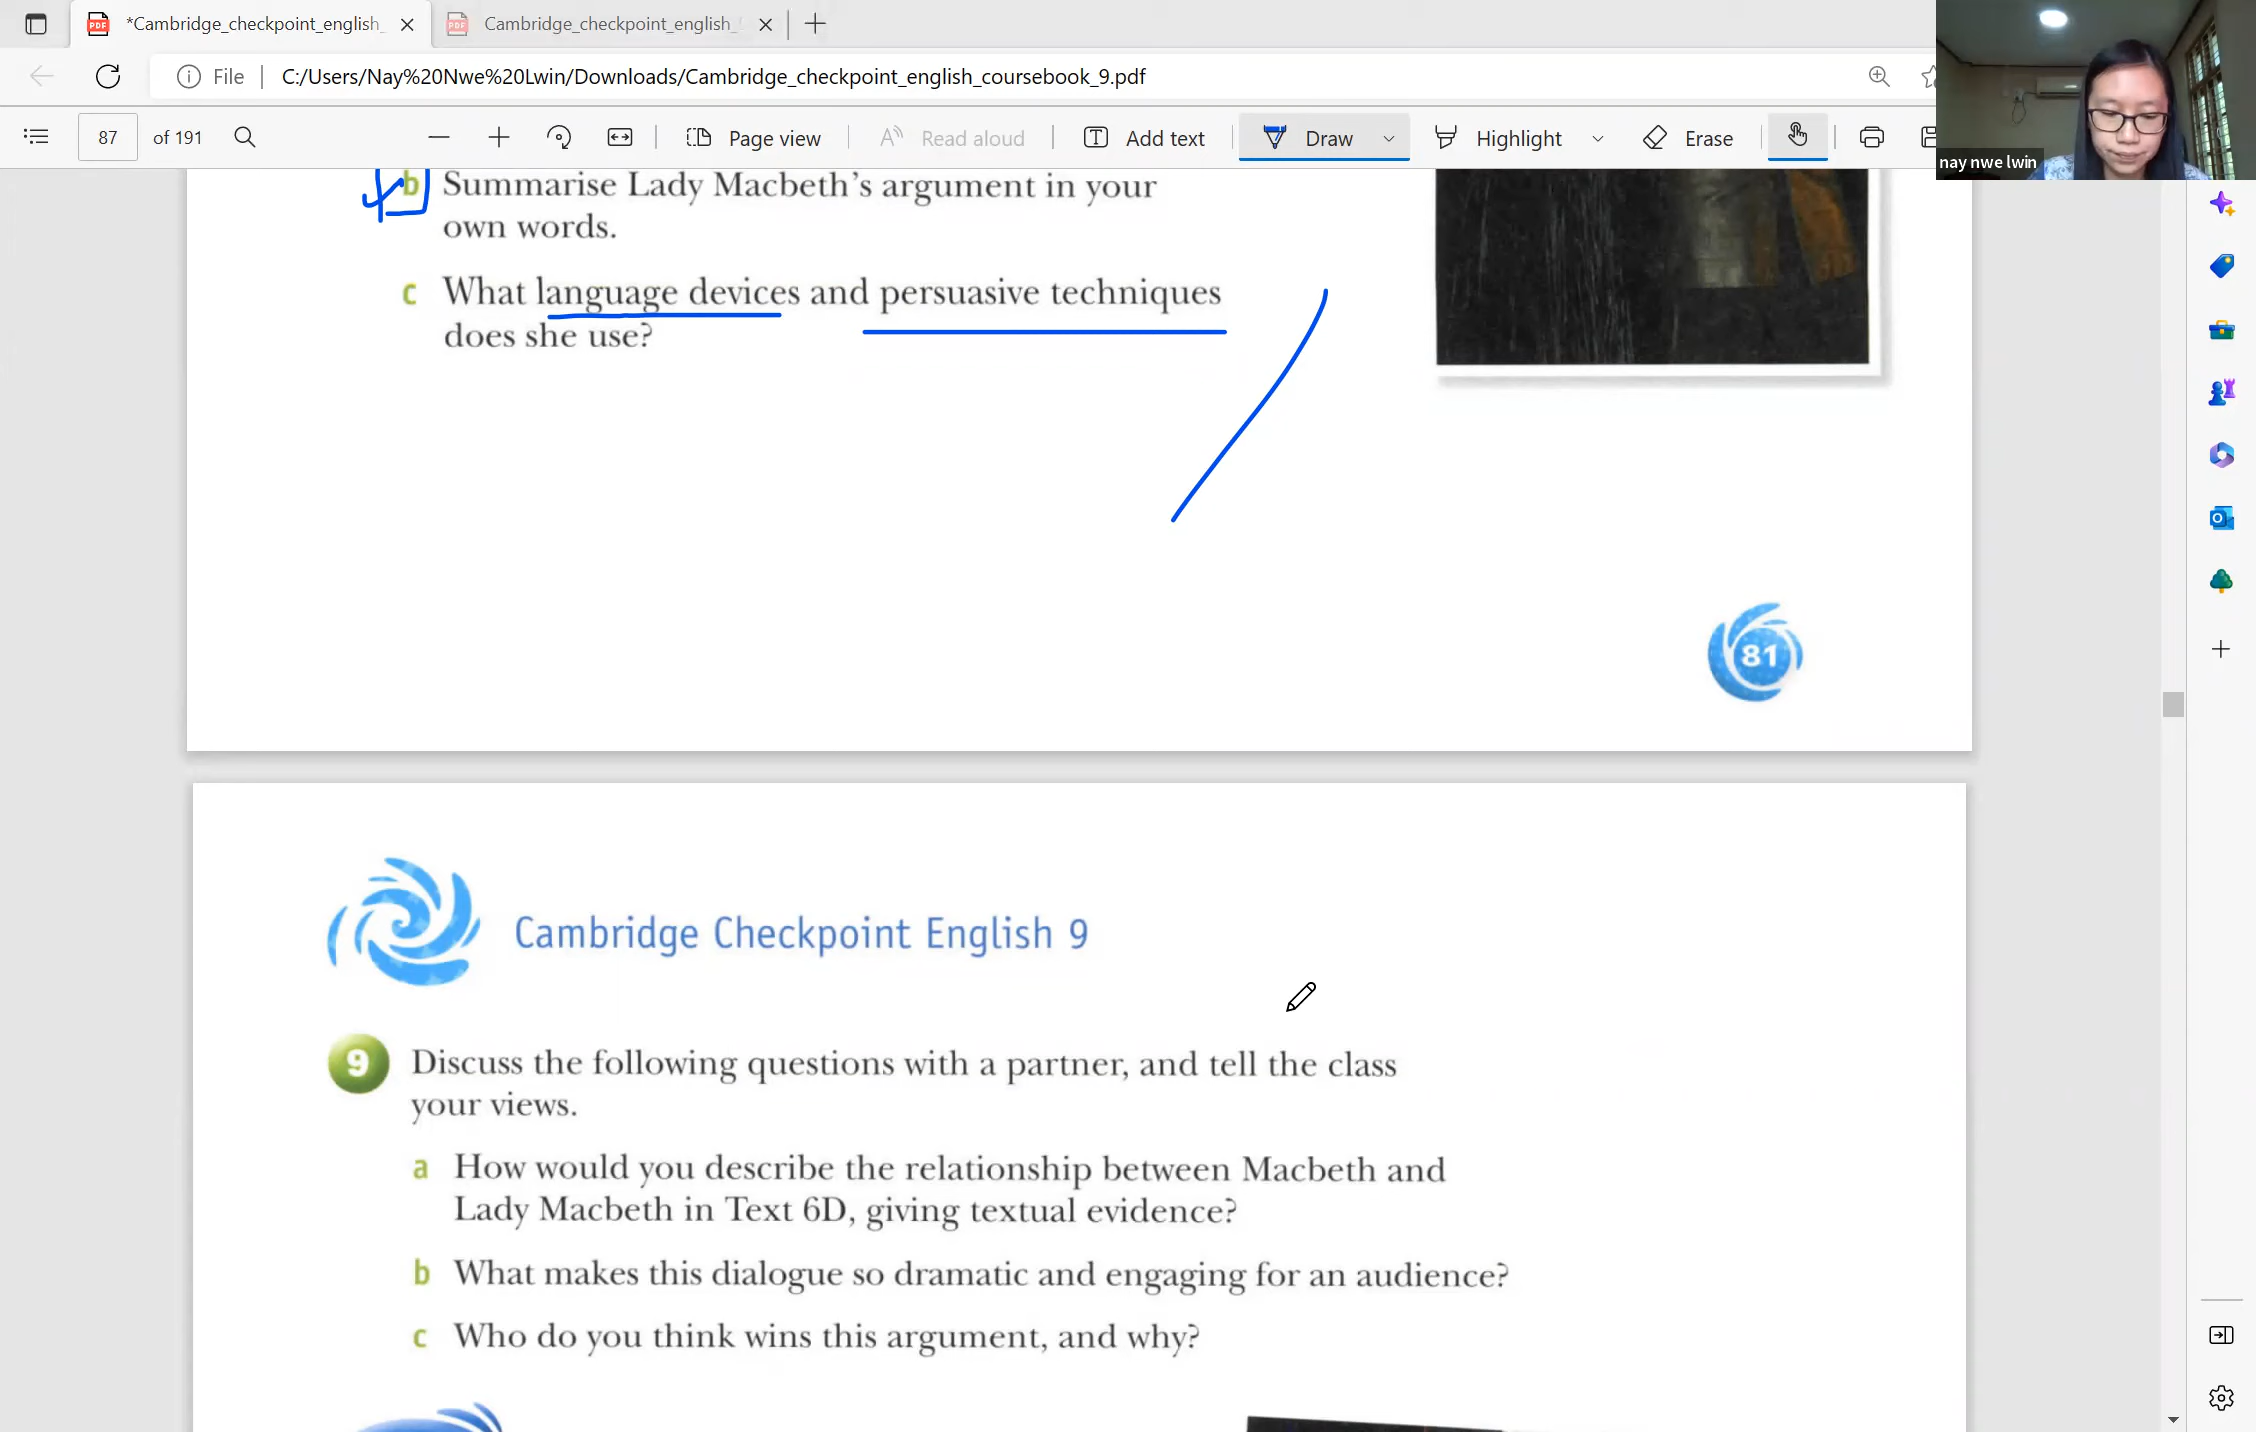 *Cambridge_checkpoint_english_
Cambridge_checkpoint_english_
File
C:/Users/Nay%20Nwe%20Lwin/Downloads/Cambridge_checkpoint_english_coursebook_9.pdf
87 of 191
Page view
Read aloud
Add text
Draw
Highlight
Erase
nay nwe lwin
b Summarise Lady Macbeth's argument in your
own words.
c What language devices and persuasive techniques
does she use?
81
Cambridge Checkpoint English 9
9 Discuss the following questions with a partner, and tell the class
your views.
a How would you describe the relationship between Macbeth and
Lady Macbeth in Text 6D, giving textual evidence?
b What makes this dialogue so dramatic and engaging for an audience?
c Who do you think wins this argument, and why?